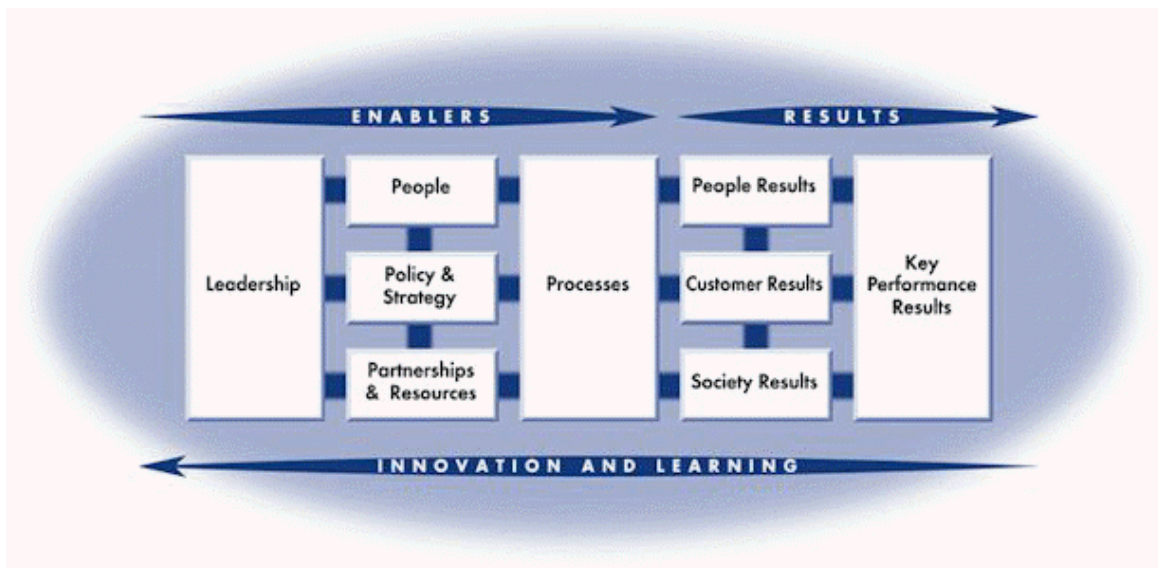 ENABLERS
RESULTS
Leadership
People
Policy &
Strategy
Partnerships
& Resources
Processes
People Results
Customer Results
Society Results
Key
Performance
Results
INNOVATION AND LEARNING